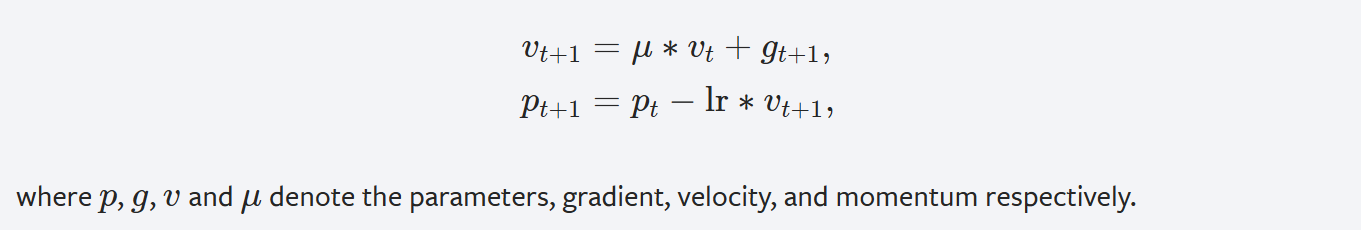 v_{t+1} = μ * v_t + g_{t+1},
p_{t+1} = p_t − lr * v_{t+1},
where p, g, v and μ denote the parameters, gradient, velocity, and momentum respectively.